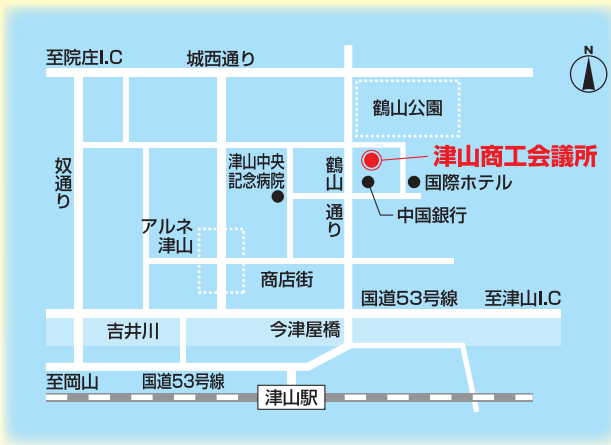 至院庄I.C
城西通り
N
鶴山公園
津山商工会議所
津山中央
記念病院
鶴山通り
国際ホテル
奴通り
中国銀行
アルネ
津山
商店街
国道53号線
至津山I.C
吉井川
今津屋橋
至岡山
国道53号線
津山駅